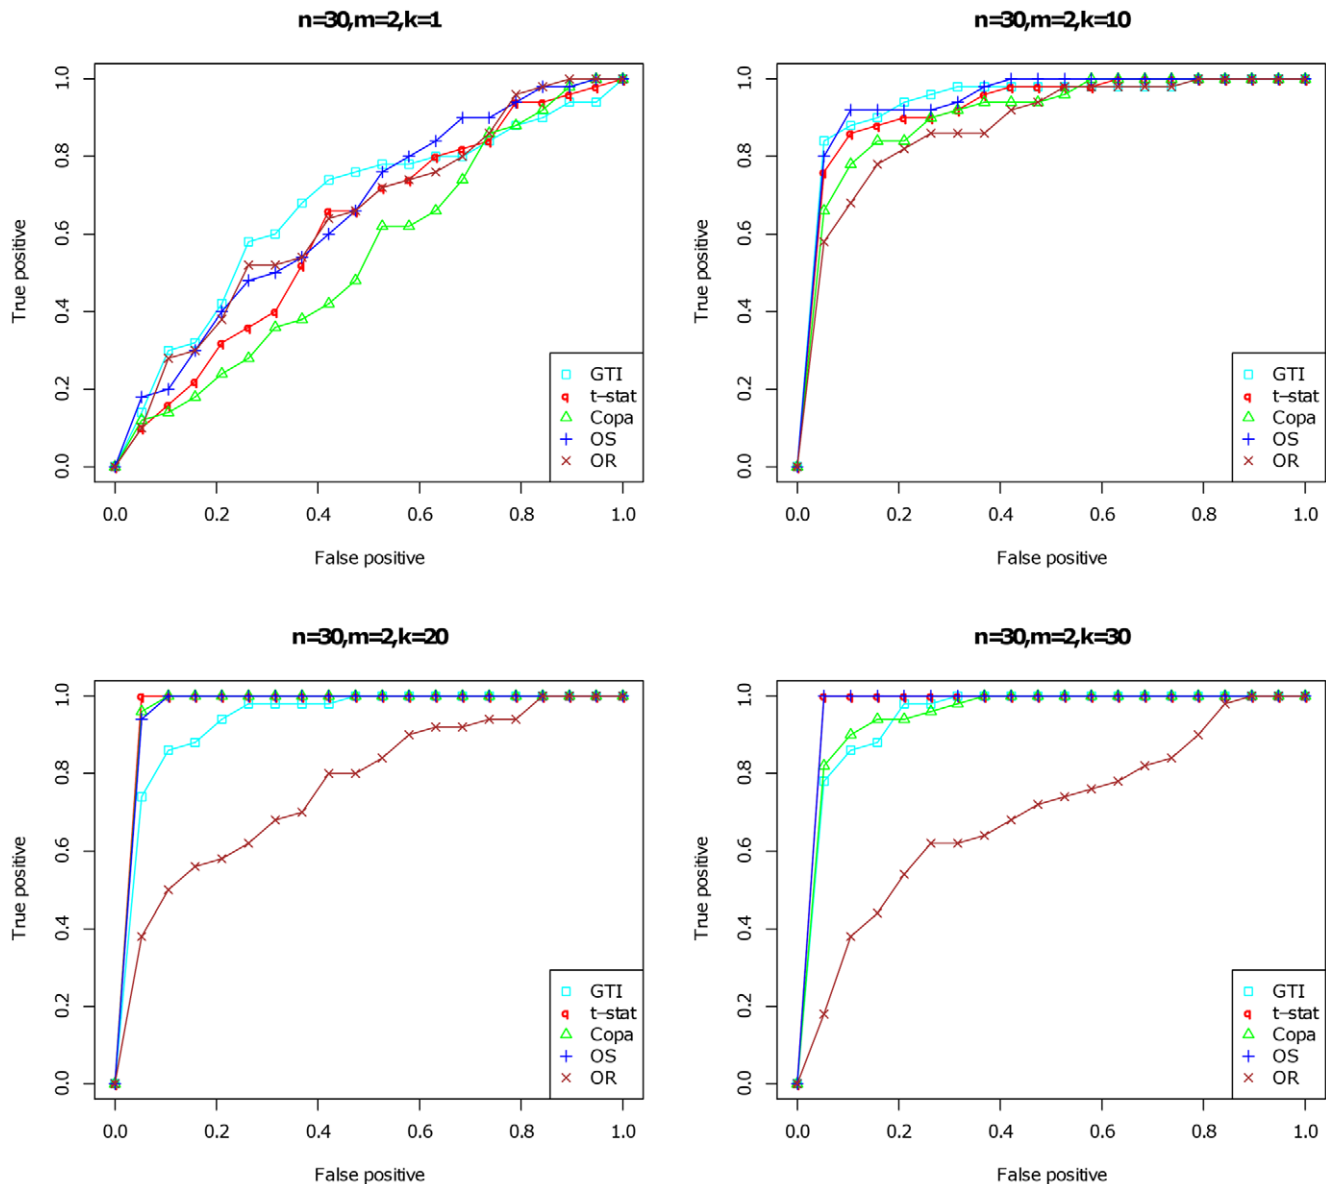 n=30,m=2,k=1
True positive
1.0
0.8
0.6
0.4
0.2
0.0
GTI
t-stat
Copa
OS
OR
0.0 0.2 0.4 0.6 0.8 1.0
False positive
n=30,m=2,k=10
True positive
1.0
0.8
0.6
0.4
0.2
0.0
GTI
t-stat
Copa
OS
OR
0.0 0.2 0.4 0.6 0.8 1.0
False positive
n=30,m=2,k=20
True positive
1.0
0.8
0.6
0.4
0.2
0.0
GTI
t-stat
Copa
OS
OR
0.0 0.2 0.4 0.6 0.8 1.0
False positive
n=30,m=2,k=30
True positive
1.0
0.8
0.6
0.4
0.2
0.0
GTI
t-stat
Copa
OS
OR
0.0 0.2 0.4 0.6 0.8 1.0
False positive